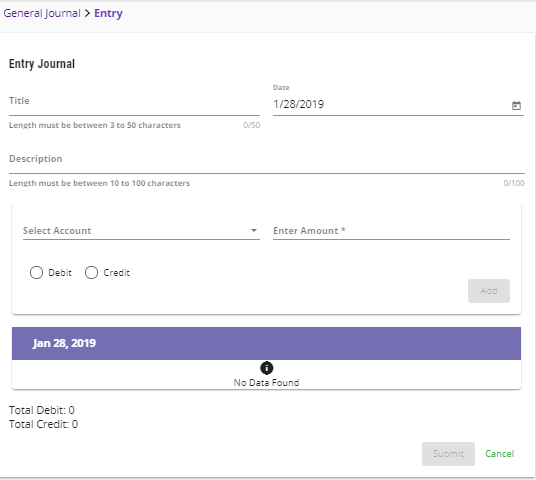 General Journal > Entry
Entry Journal
Date
Title
1/28/2019
Length must be between 3 to 50 characters 0/50
Description
Length must be between 10 to 100 characters 0/100
Select Account Enter Amount *
Debit Credit
Add
Jan 28, 2019
No Data Found
Total Debit: 0
Total Credit: 0
Submit Cancel